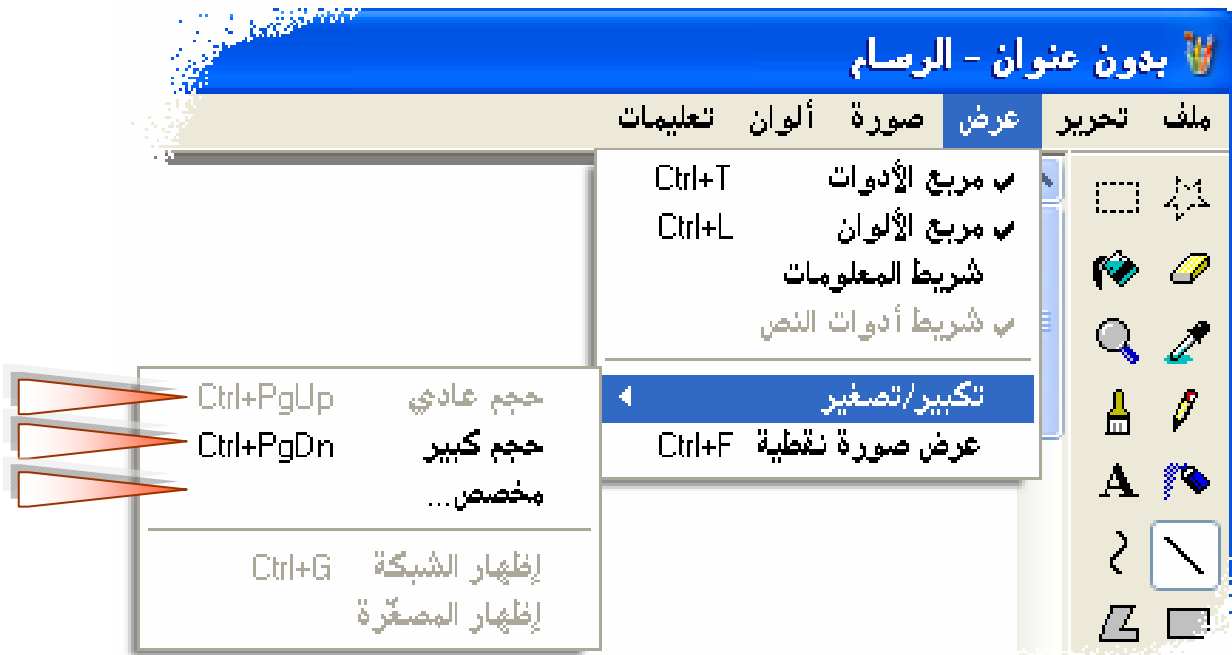 بدون عنوان - الرسام
ملف تحرير عرض صورة ألوان تعليمات
مربع الأدوات Ctrl+T
مربع الألوان Ctrl+L
شريط المعلومات
شريط أدوات النص
تكبير/تصغير
عرض صورة نقطية Ctrl+F
حجم عادي Ctrl+PgUp
حجم كبير Ctrl+PgDn
مخصص...
إظهار الشبكة Ctrl+G
إظهار المصغّرة
A